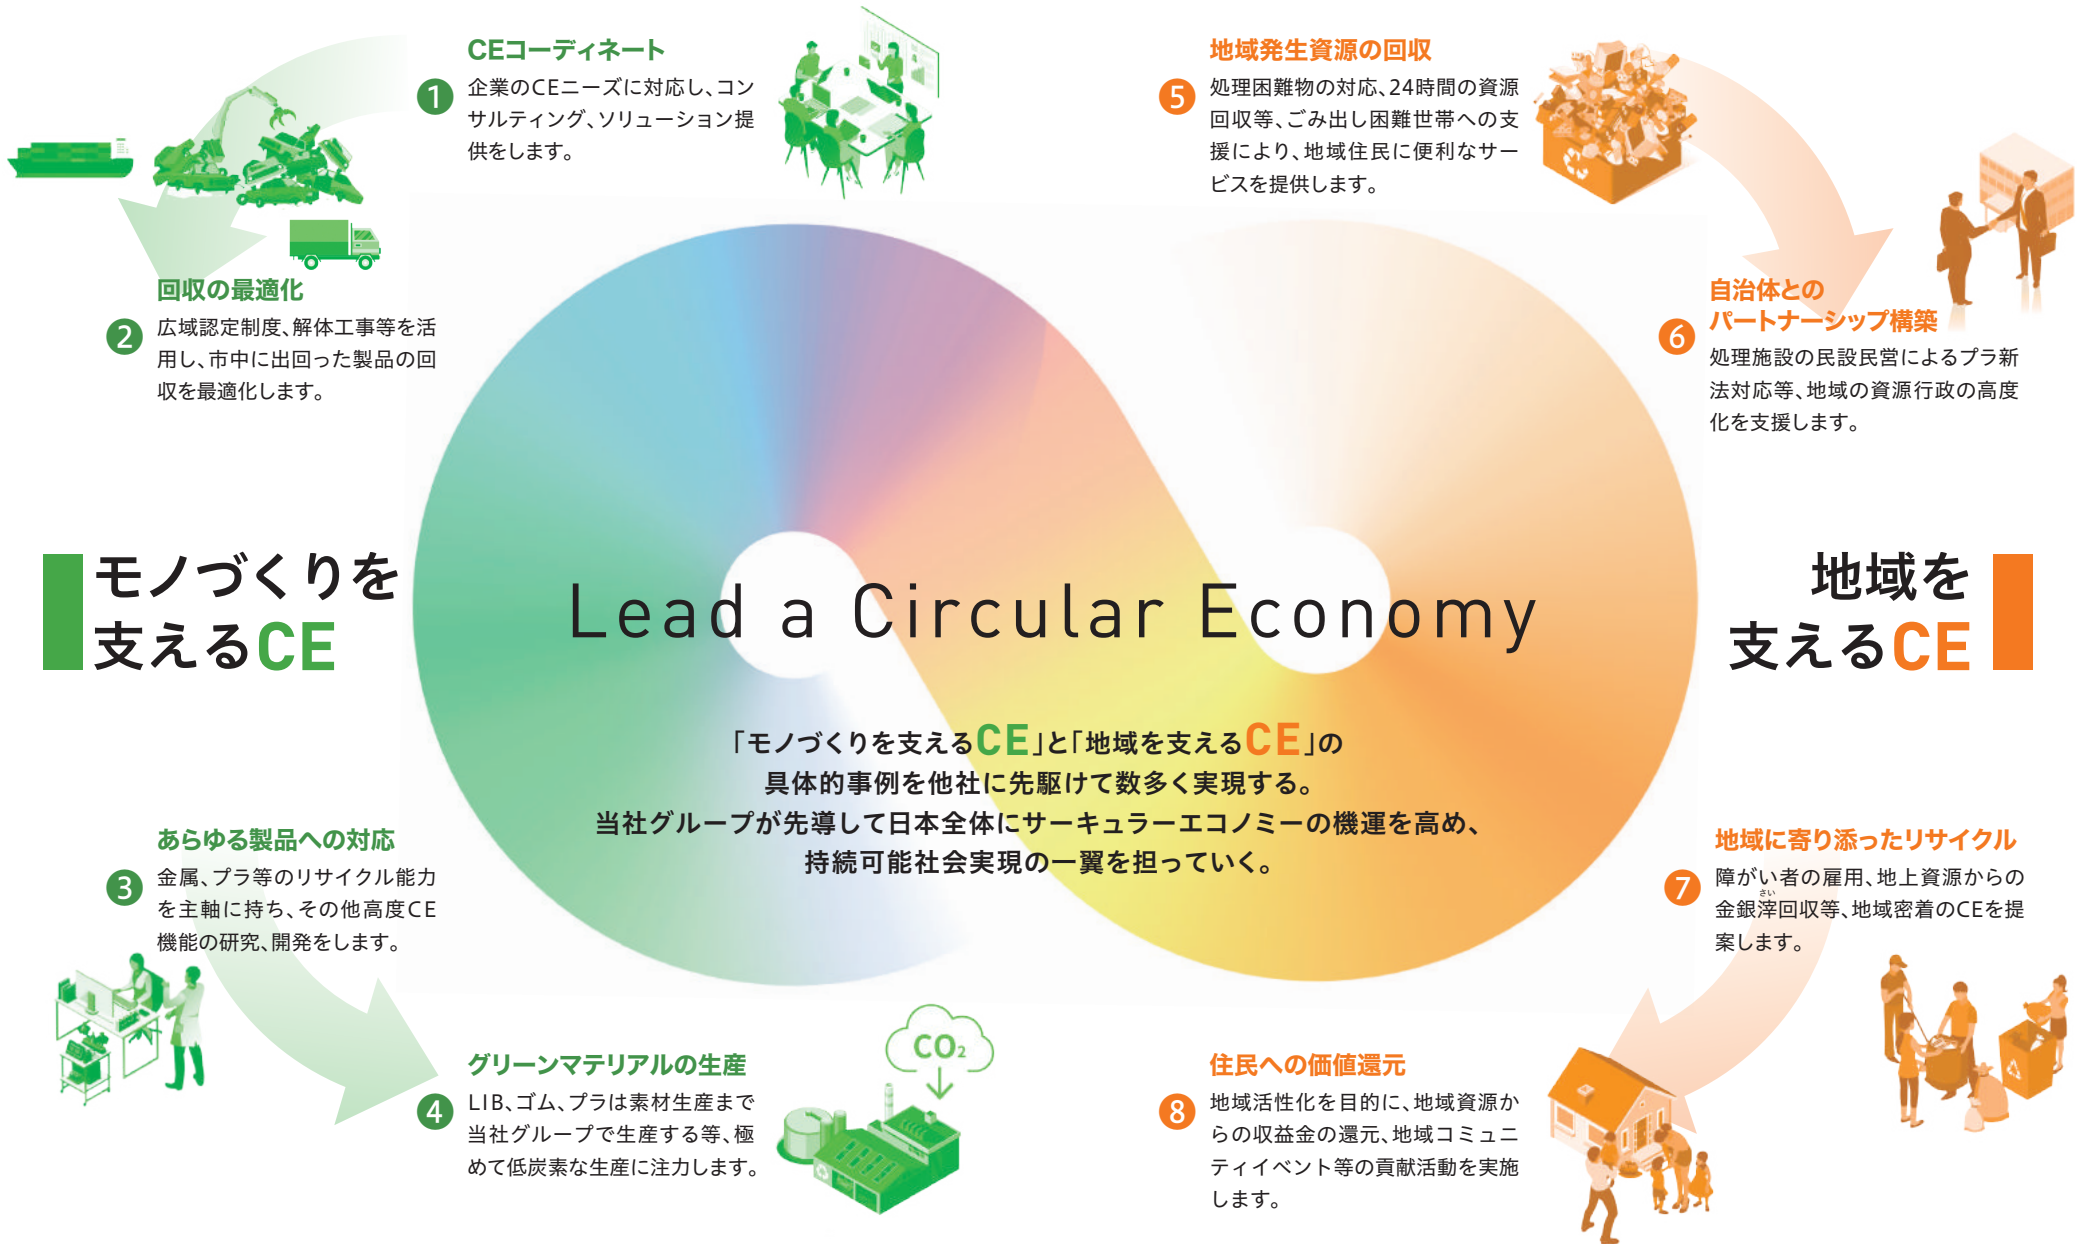 CEコーディネート
1
企業のCEニーズに対応し、コン
サルティング、ソリューション提
供をします。
回収の最適化
2
広域認定制度、解体工事等を活
用し、市中に出回った製品の回
収を最適化します。
モノづくりを
支えるCE
あらゆる製品への対応
3
金属、プラ等のリサイクル能力
を主軸に持ち、その他高度CE
機能の研究、開発をします。
グリーンマテリアルの生産
4
LIB、ゴム、プラは素材生産まで
当社グループで生産する等、極
めて低炭素な生産に注力します。
CO₂
Lead a Circular Economy
「モノづくりを支えるCE」と「地域を支えるCE」の
具体的事例を他社に先駆けて数多く実現する。
当社グループが先導して日本全体にサーキュラーエコノミーの機運を高め、
持続可能社会実現の一翼を担っていく。
地域発生資源の回収
5
処理困難物の対応、24時間の資源
回収等、ごみ出し困難世帯への支
援により、地域住民に便利なサー
ビスを提供します。
自治体との
パートナーシップ構築
6
処理施設の民設民営によるプラ新
法対応等、地域の資源行政の高度
化を支援します。
地域を
支えるCE
地域に寄り添ったリサイクル
7
障がい者の雇用、地上資源からの
さい
金銀滓回収等、地域密着のCEを提
案します。
住民への価値還元
8
地域活性化を目的に、地域資源か
らの収益金の還元、地域コミュニ
ティイベント等の貢献活動を実施
します。